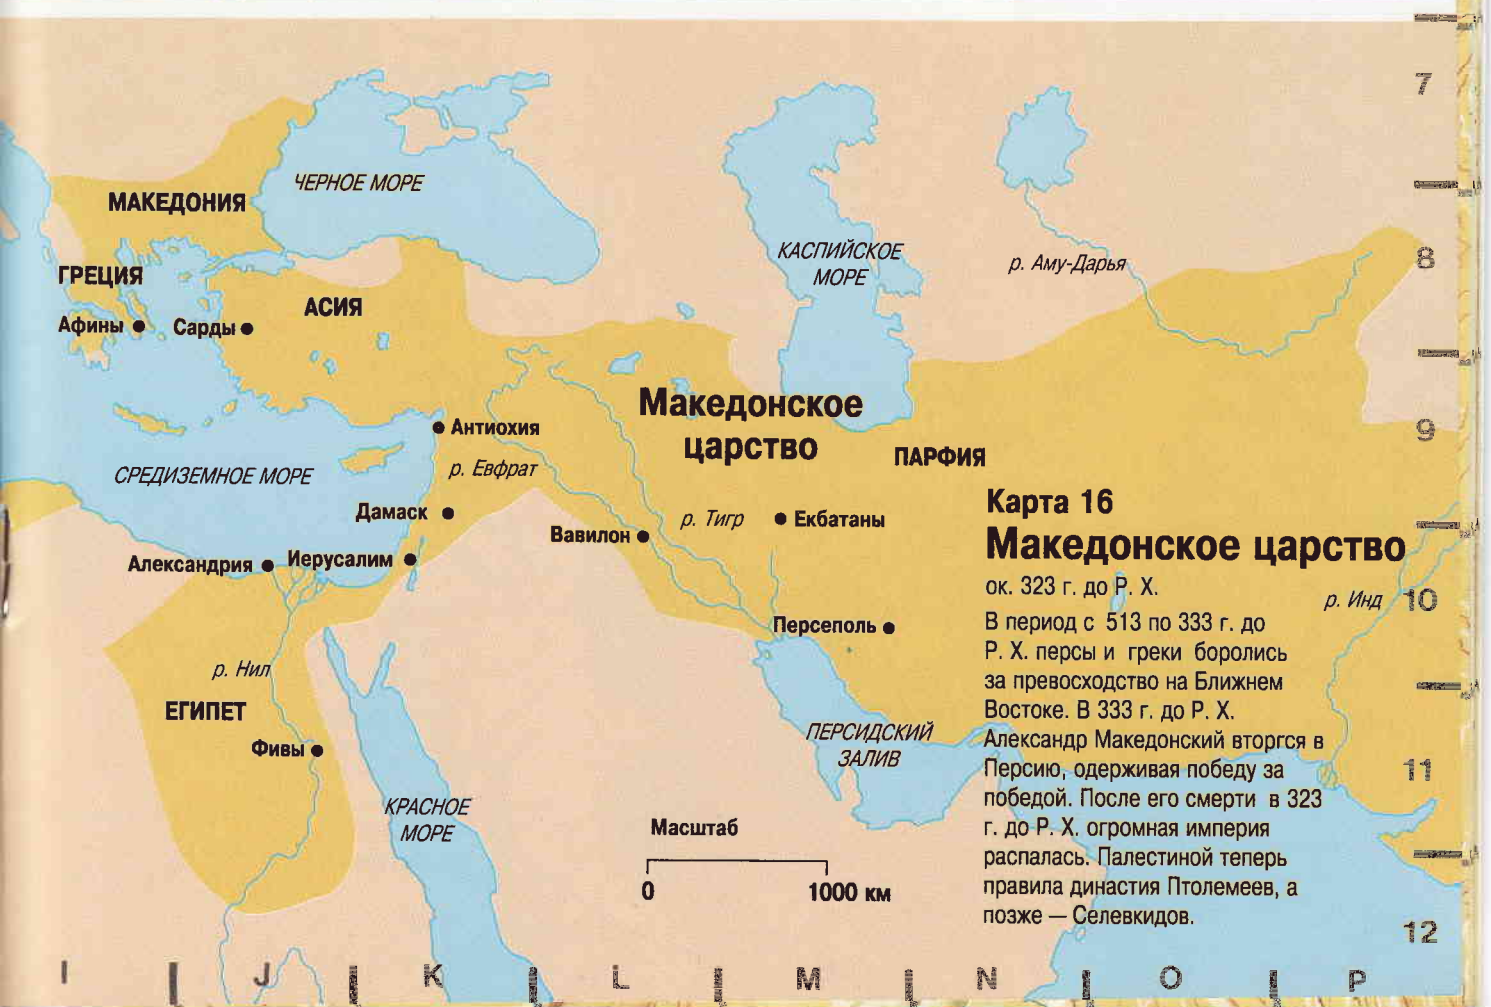 7
ЧЕРНОЕ МОРЕ
МАКЕДОНИЯ
КАСПИЙСКОЕ
МОРЕ
р. Аму-Дарья
8
ГРЕЦИЯ
АСИЯ
Афины
Сарды
Македонское
царство
Антиохия
9
ПАРФИЯ
р. Евфрат
СРЕДИЗЕМНОЕ МОРЕ
Дамаск
р. Тигр
Екбатаны
Вавилон
Александрия
Иерусалим
Карта 16
Македонское царство
ок. 323 г. до Р. Х.
р. Инд
10
В период с 513 по 333 г. до
Р. Х. персы и греки боролись
за превосходство на Ближнем
Востоке. В 333 г. до Р. Х.
Александр Македонский вторгся в
Персию, одерживая победу за
победой. После его смерти в 323
г. до Р. Х. огромная империя
распалась. Палестиной теперь
правила династия Птолемеев, а
позже — Селевкидов.
Персеполь
р. Нил
ЕГИПЕТ
Фивы
ПЕРСИДСКИЙ
ЗАЛИВ
11
КРАСНОЕ
МОРЕ
Масштаб
0 1000 км
12
I J K L M N O P